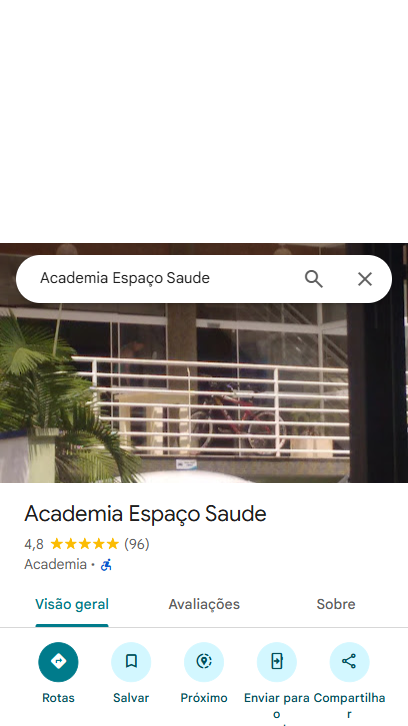 Academia Espaço Saude
Academia Espaço Saude
4,8 (96)
Academia ·
Visão geral Avaliações Sobre
Rotas Salvar Próximo Enviar para o Compartilhar